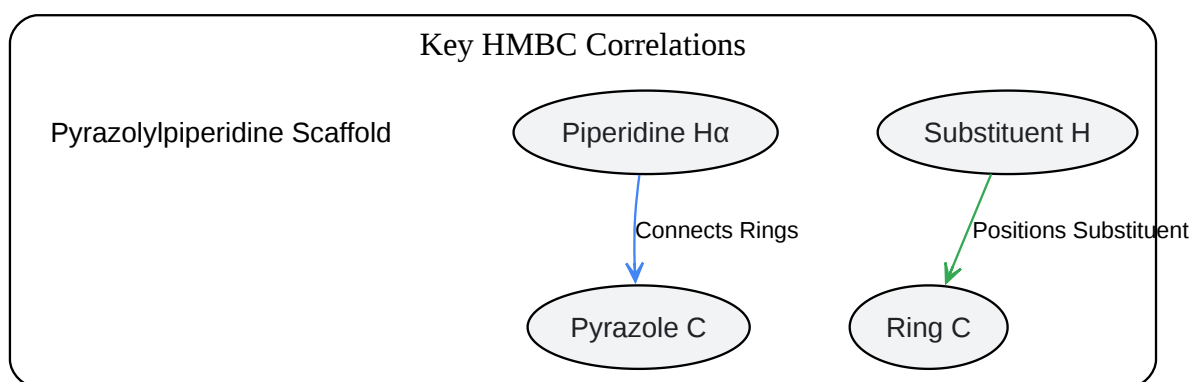 Key HMBC Correlations
Pyrazolylpiperidine Scaffold
Piperidine Hα
Substituent H
Connects Rings
Positions Substituent
Pyrazole C
Ring C